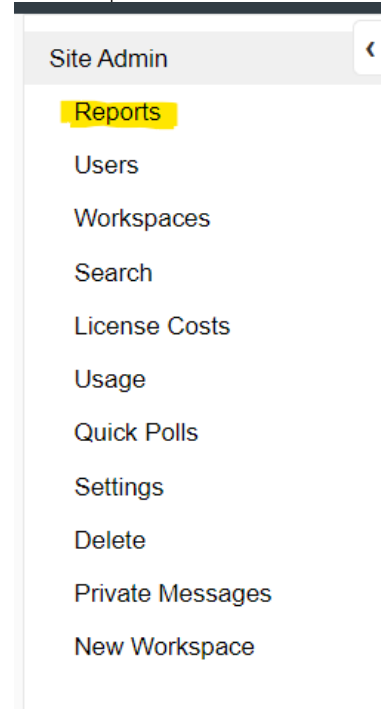 Site Admin
Reports
Users
Workspaces
Search
License Costs
Usage
Quick Polls
Settings
Delete
Private Messages
New Workspace